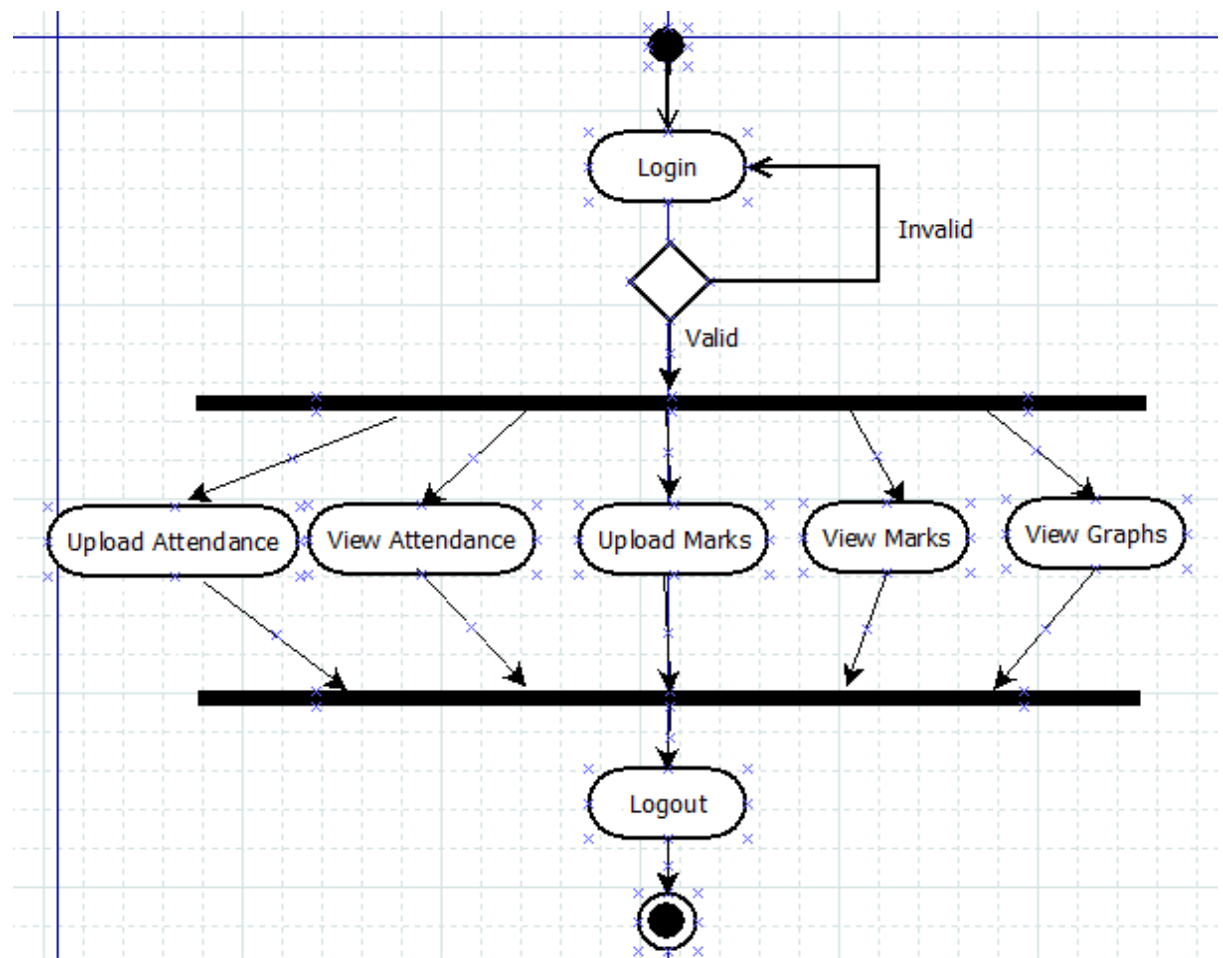 Login
Invalid
Valid
Upload Attendance
View Attendance
Upload Marks
View Marks
View Graphs
Logout